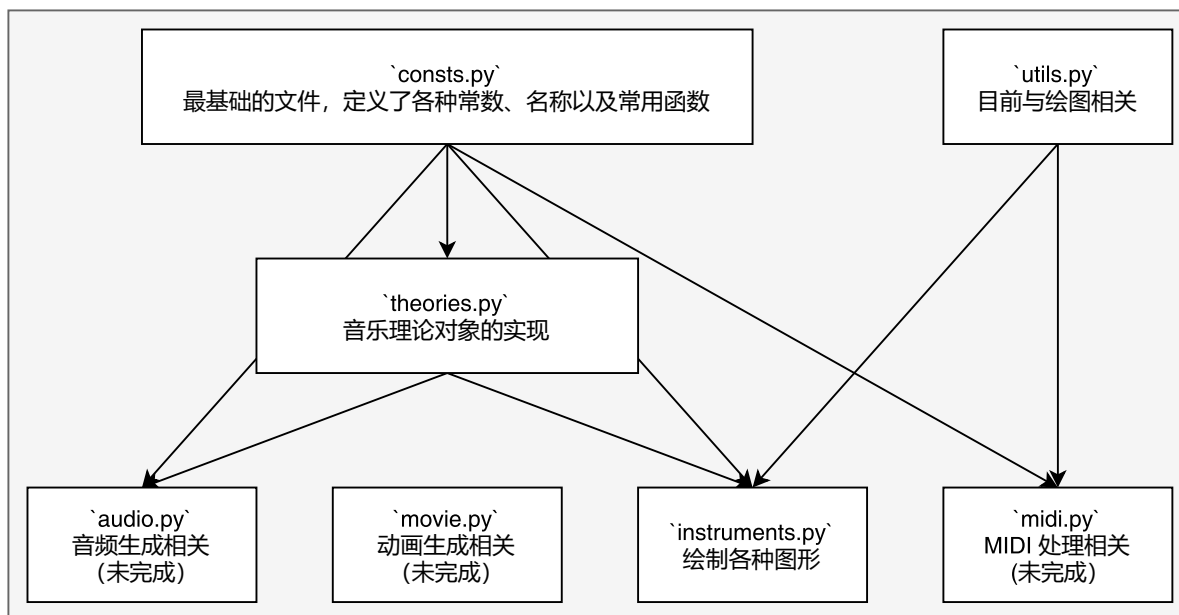 `consts.py`
最基础的文件，定义了各种常数、名称以及常用函数
`utils.py`
目前与绘图相关
`theories.py`
音乐理论对象的实现
`audio.py`
音频生成相关
（未完成）
`movie.py`
动画生成相关
（未完成）
`instruments.py`
绘制各种图形
`midi.py`
MIDI 处理相关
(未完成）